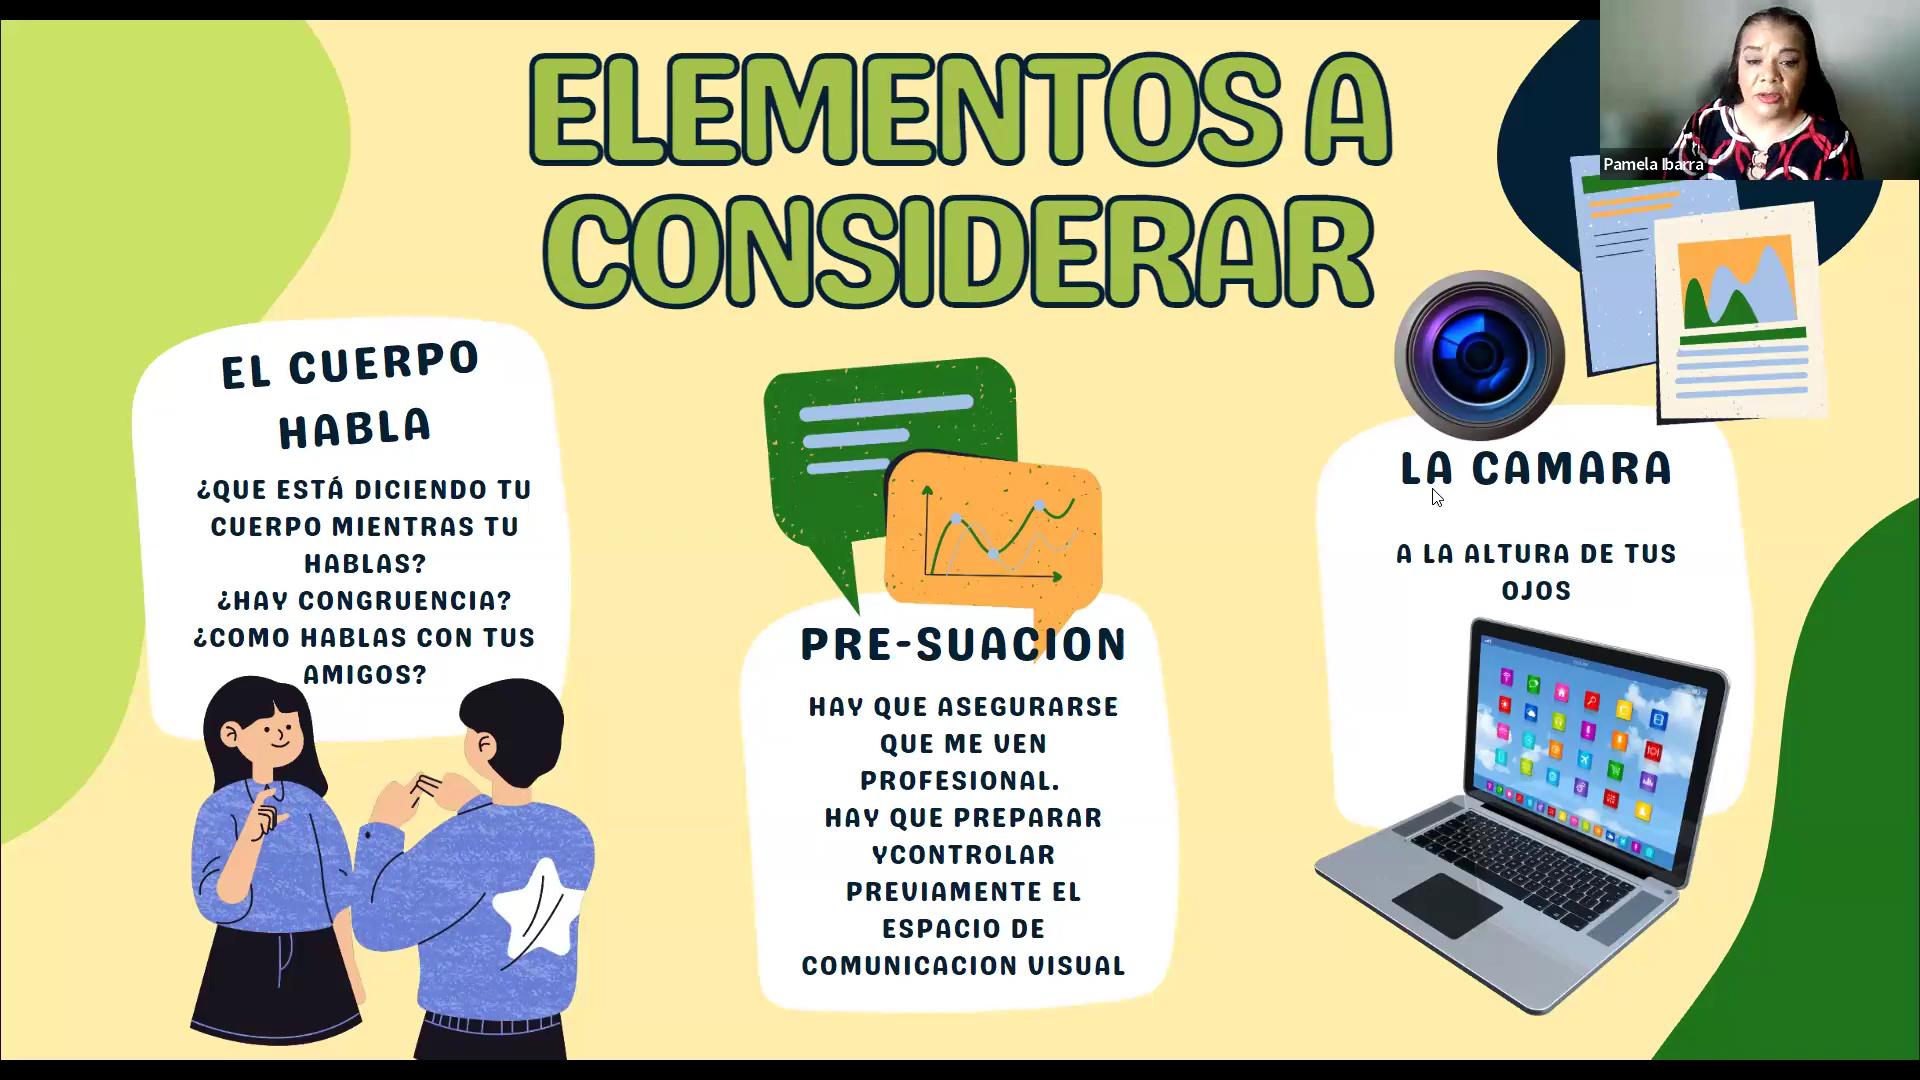 ELEMENTOS A
CONSIDERAR
Pamela Ibarra
EL CUERPO
HABLA
¿QUE ESTÁ DICIENDO TU
CUERPO MIENTRAS TU
HABLAS?
¿HAY CONGRUENCIA?
¿COMO HABLAS CON TUS
AMIGOS?
PRE-SUACION
HAY QUE ASEGURARSE
QUE ME VEN
PROFESIONAL.
HAY QUE PREPARAR
YCONTROLAR
PREVIAMENTE EL
ESPACIO DE
COMUNICACION VISUAL
LA CAMARA
A LA ALTURA DE TUS
OJOS